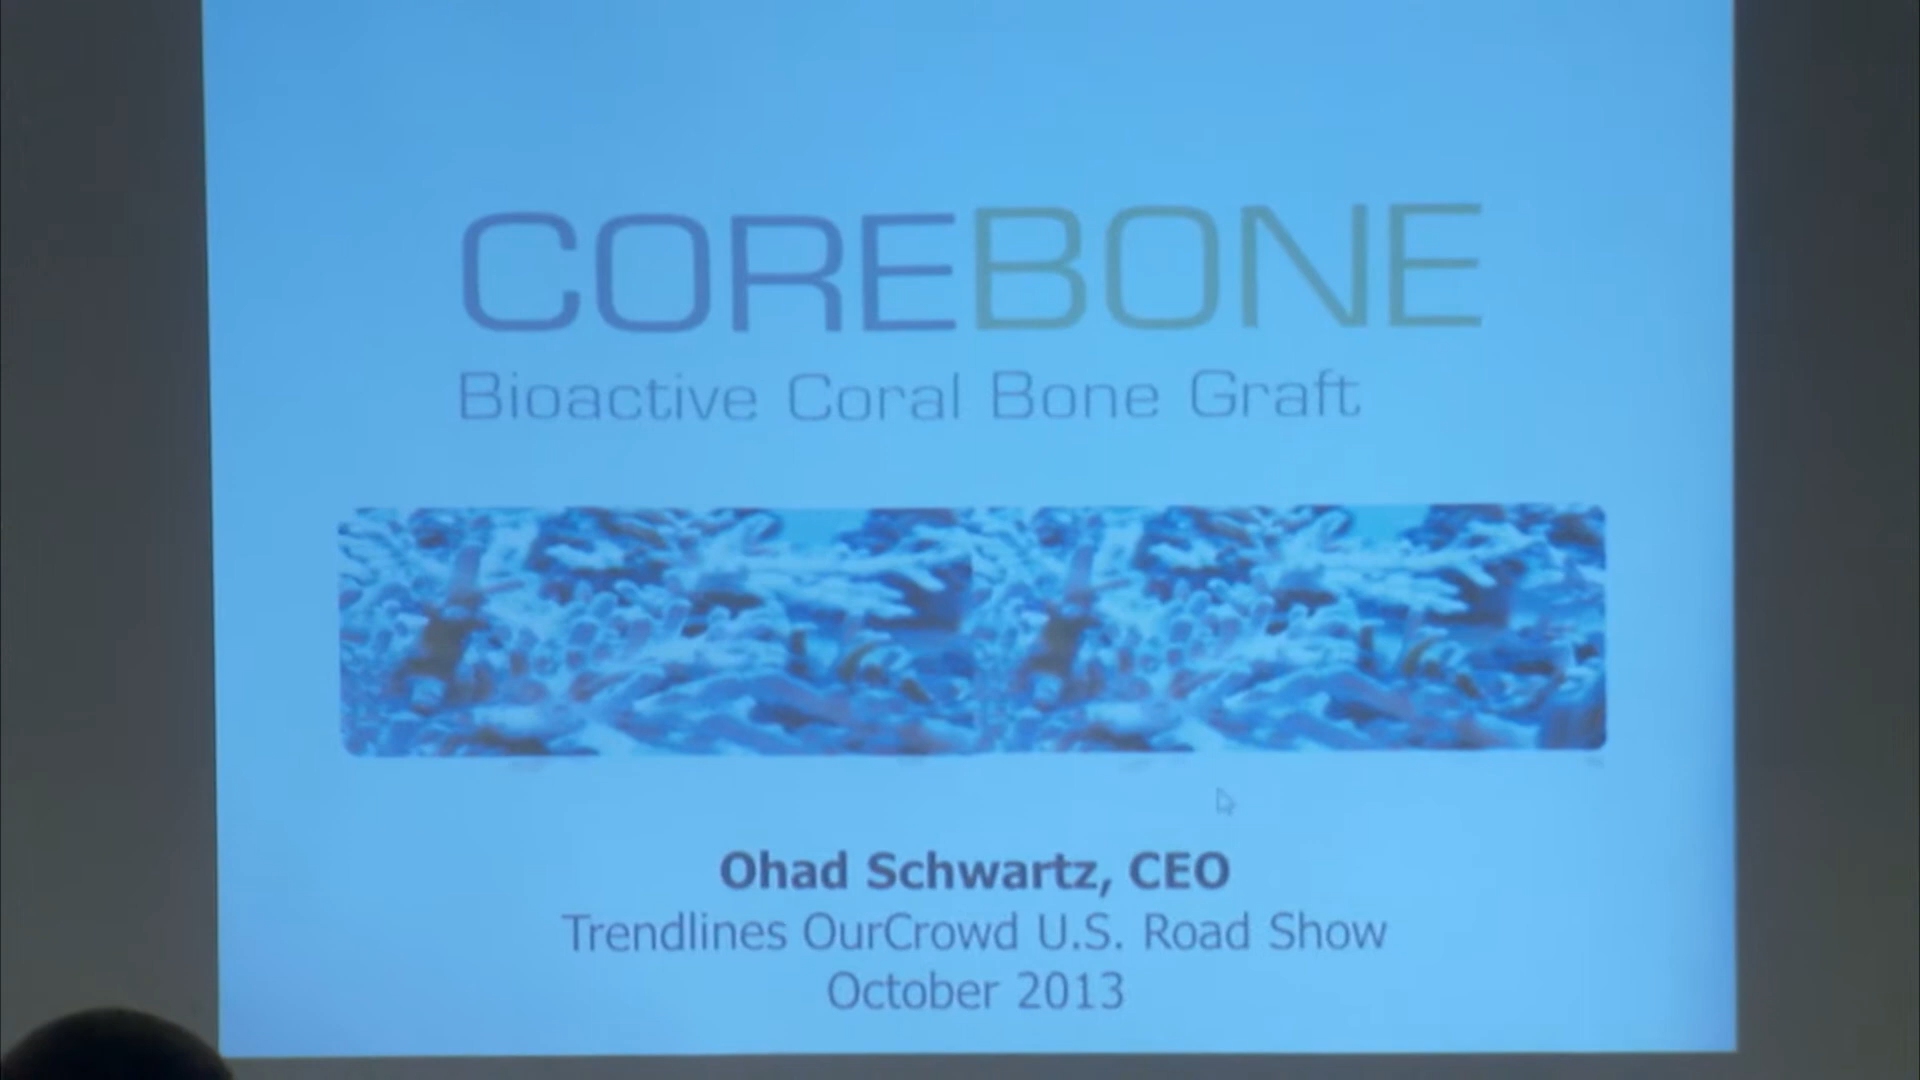 COREBONE
Bioactive Coral Bone Graft
Ohad Schwartz, CEO
Trendlines OurCrowd U.S. Road Show
October 2013